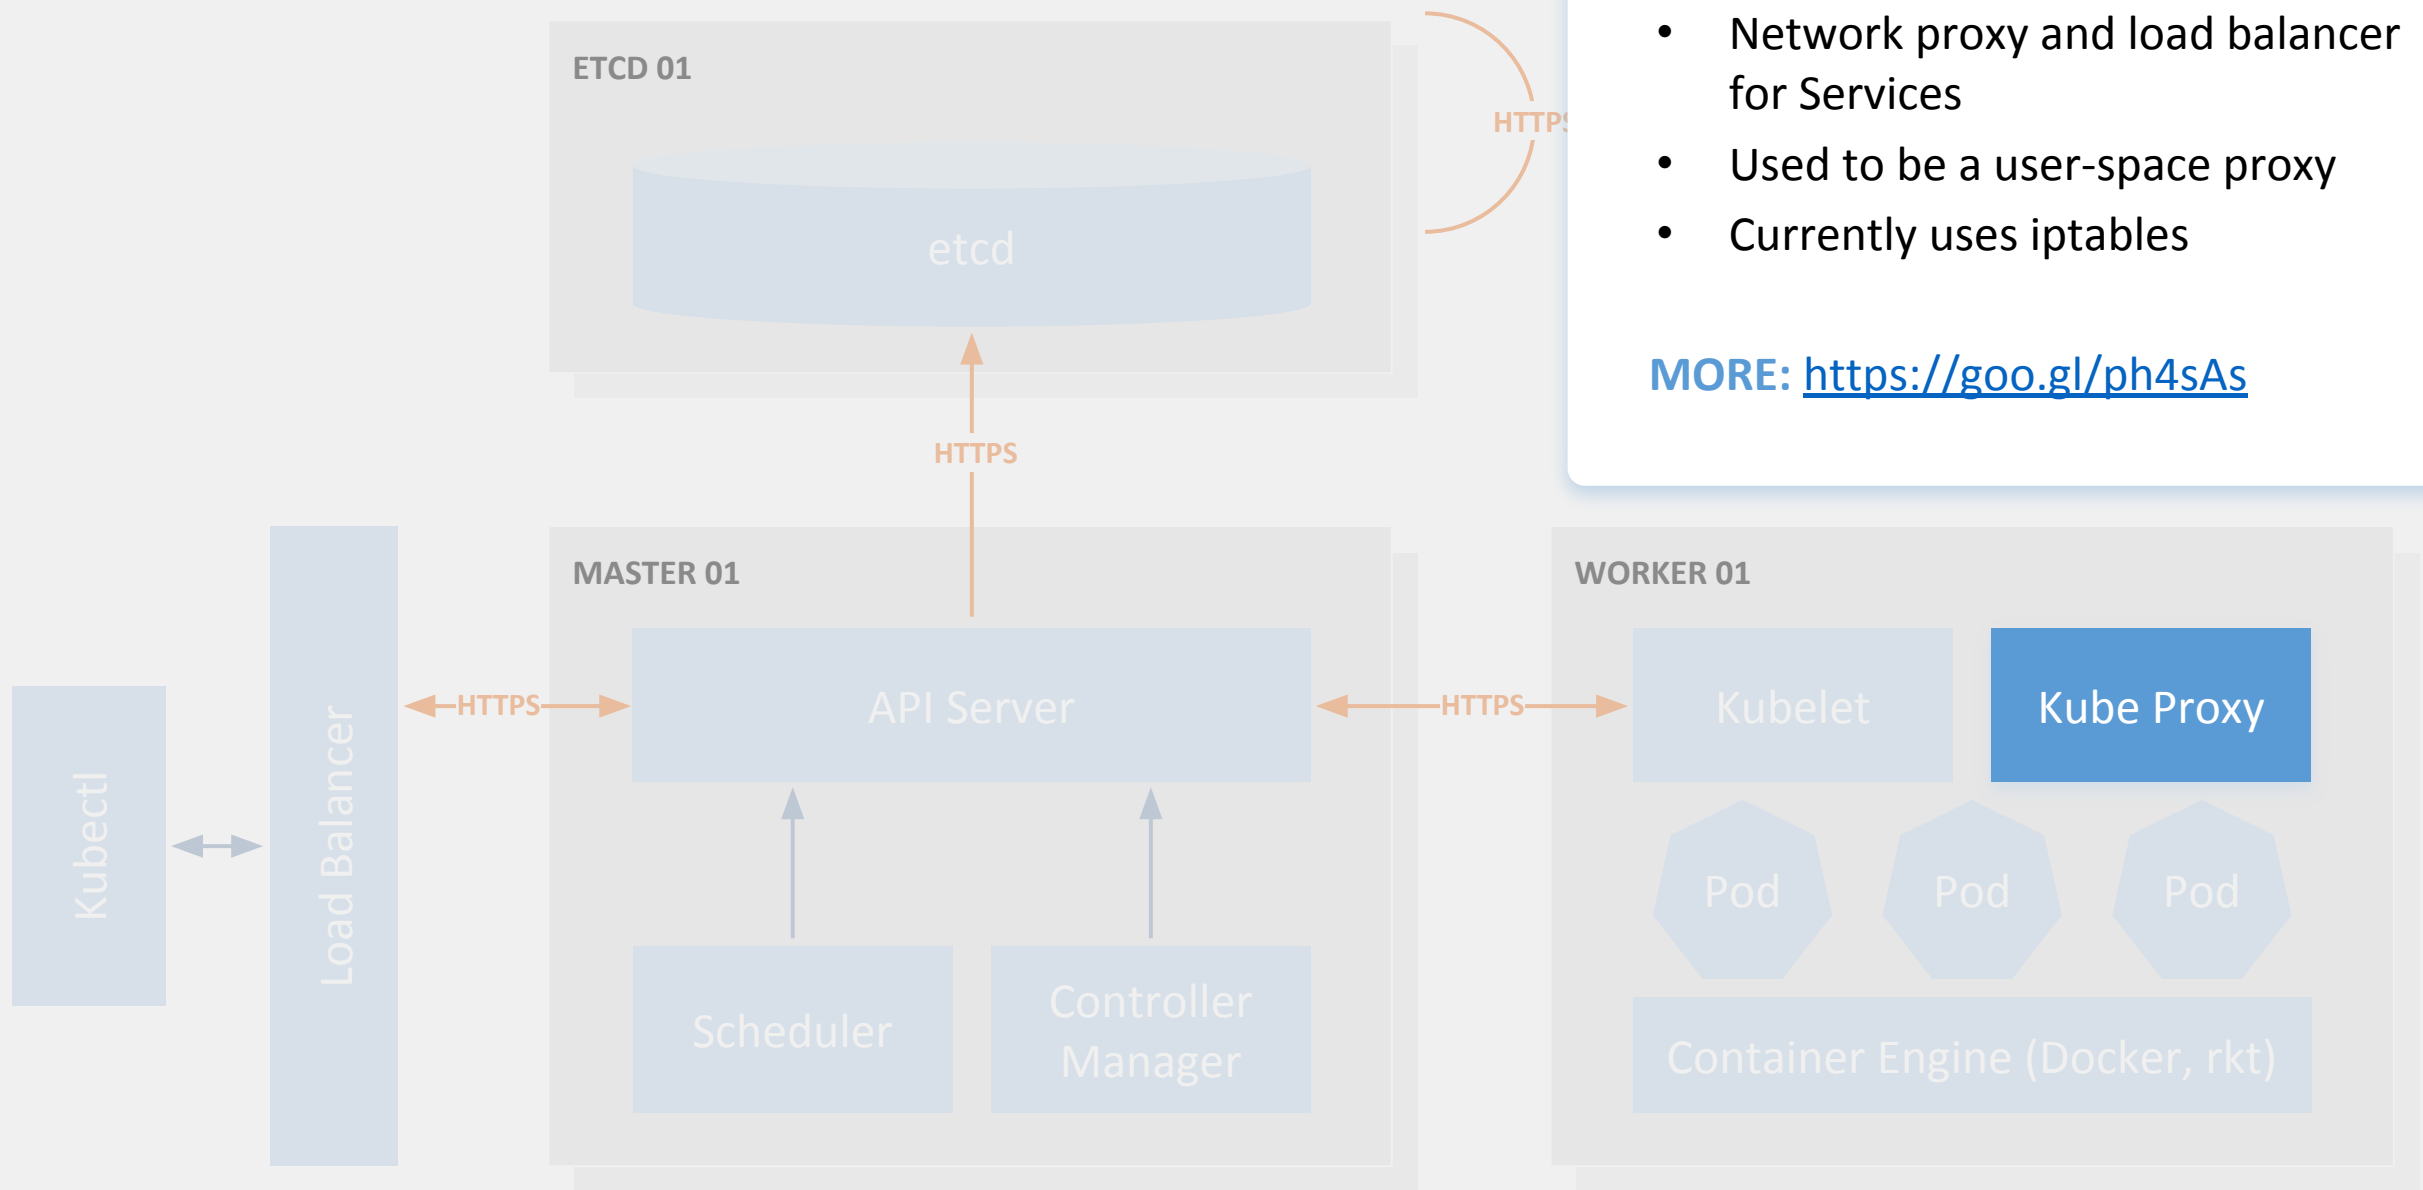 • Network proxy and load balancer
for Services
• Used to be a user-space proxy
• Currently uses iptables
MORE: https://goo.gl/ph4sAs
ETCD 01
HTTPS
etcd
HTTPS
MASTER 01
WORKER 01
Kubectl
Load Balancer
HTTPS
API Server
HTTPS
Kubelet
Kube Proxy
Pod
Pod
Pod
Scheduler
Controller
Manager
Container Engine (Docker, rkt)